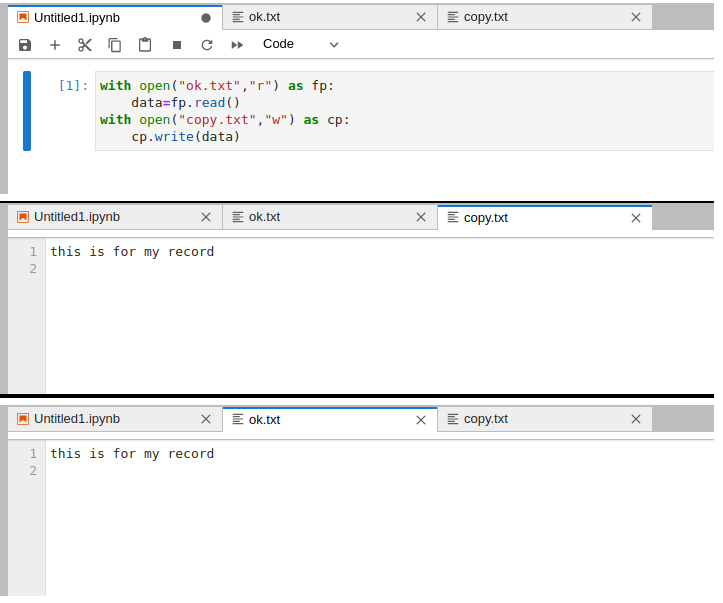 Untitled1.ipynb ok.txt copy.txt
Code
[1]: with open("ok.txt","r") as fp:
data=fp.read()
with open("copy.txt","w") as cp:
cp.write(data)
Untitled1.ipynb ok.txt copy.txt
1 this is for my record
2
Untitled1.ipynb ok.txt copy.txt
1 this is for my record
2